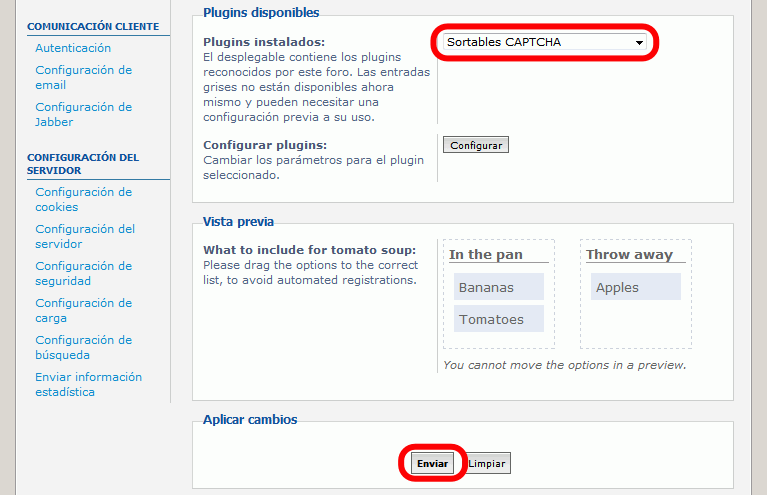 COMUNICACIÓN CLIENTE
Autenticación
Configuración de
email
Configuración de
Jabber
CONFIGURACIÓN DEL
SERVIDOR
Configuración de
cookies
Configuración del
servidor
Configuración de
seguridad
Configuración de
carga
Configuración de
búsqueda
Enviar información
estadística
Plugins disponibles
Plugins instalados:
El desplegable contiene los plugins
reconocidos por este foro. Las entradas
grises no están disponibles ahora
mismo y pueden necesitar una
configuración previa a su uso.
Sortables CAPTCHA
Configurar plugins:
Cambiar los parámetros para el plugin
seleccionado.
Configurar
Vista previa
What to include for tomato soup:
Please drag the options to the correct
list, to avoid automated registrations.
In the pan
Bananas
Tomatoes
Throw away
Apples
You cannot move the options in a preview.
Aplicar cambios
Enviar
Limpiar